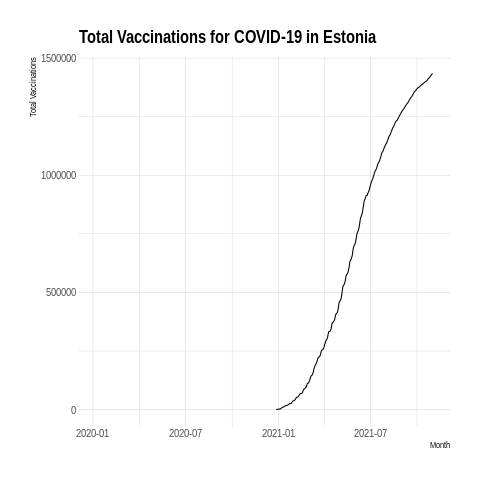 Total Vaccinations for COVID-19 in Estonia
Total Vaccinations
1500000
1000000
500000
0
2020-01 2020-07 2021-01 2021-07
Month